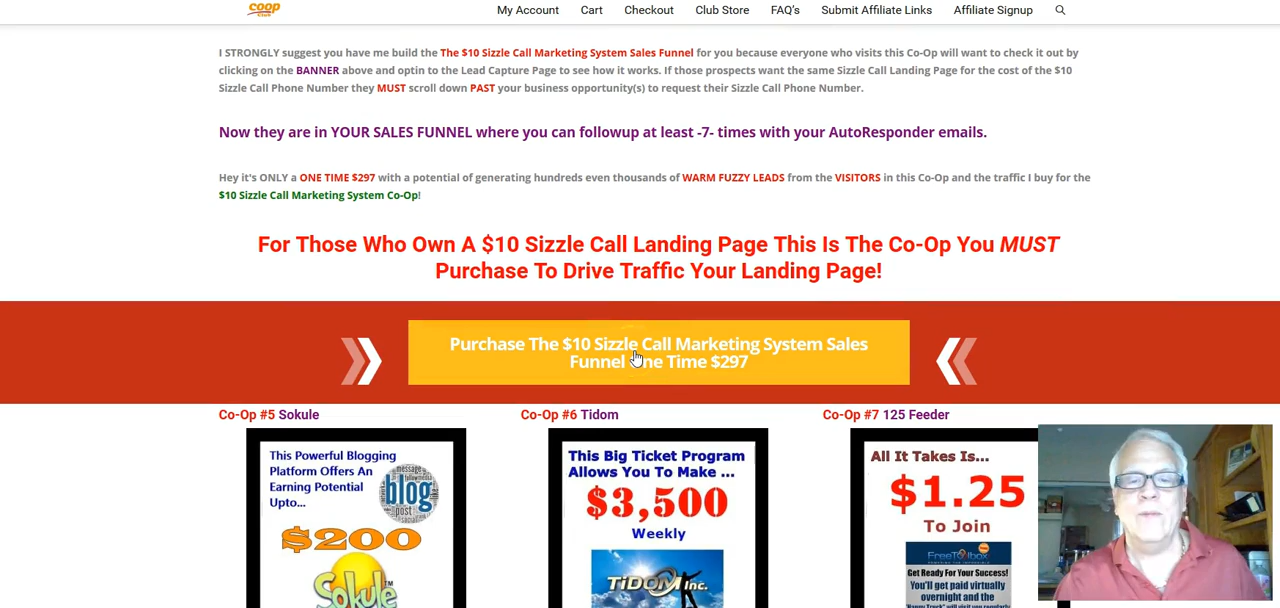 coop
My Account Cart Checkout Club Store FAQ's Submit Affiliate Links Affiliate Signup
I STRONGLY suggest you have me build the The $10 Sizzle Call Marketing System Sales Funnel for you because everyone who visits this Co-Op will want to check it out by
clicking on the BANNER above and optin to the Lead Capture Page to see how it works. If those prospects want the same Sizzle Call Landing Page for the cost of the $10
Sizzle Call Phone Number they MUST scroll down PAST your business opportunity(s) to request their Sizzle Call Phone Number.
Now they are in YOUR SALES FUNNEL where you can followup at least -7- times with your AutoResponder emails.
Hey it's ONLY a ONE TIME $297 with a potential of generating hundreds even thousands of WARM FUZZY LEADS from the VISITORS in this Co-Op and the traffic I buy for the
$10 Sizzle Call Marketing System Co-Op!
For Those Who Own A $10 Sizzle Call Landing Page This Is The Co-Op You MUST
Purchase To Drive Traffic Your Landing Page!
Purchase The $10 Sizzle Call Marketing System Sales
Funnel One Time $297
Co-Op #5 Sokule
This Powerful Blogging
Platform Offers An
Earning Potential
Upto...
message
blog
post
$200
Sokule
Co-Op #6 Tidom
This Big Ticket Program
Allows You To Make ...
$3,500
Weekly
TiDOM Inc.
Co-Op #7 125 Feeder
All It Takes Is...
$1.25
To Join
FreeToolbox
Get Ready For Your Success!
You'll get paid virtually
overnight and the